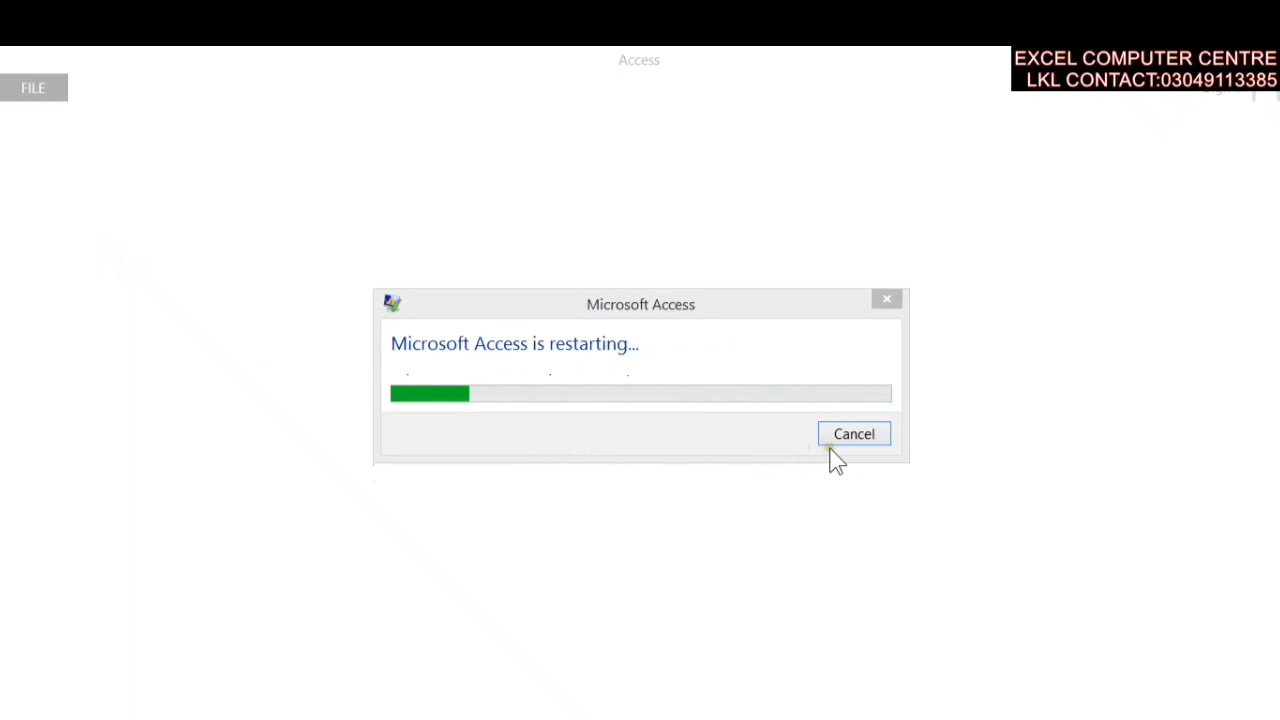 Access
EXCEL COMPUTER CENTRE
LKL CONTACT:03049113385
FILE
Microsoft Access
Microsoft Access is restarting...
Cancel